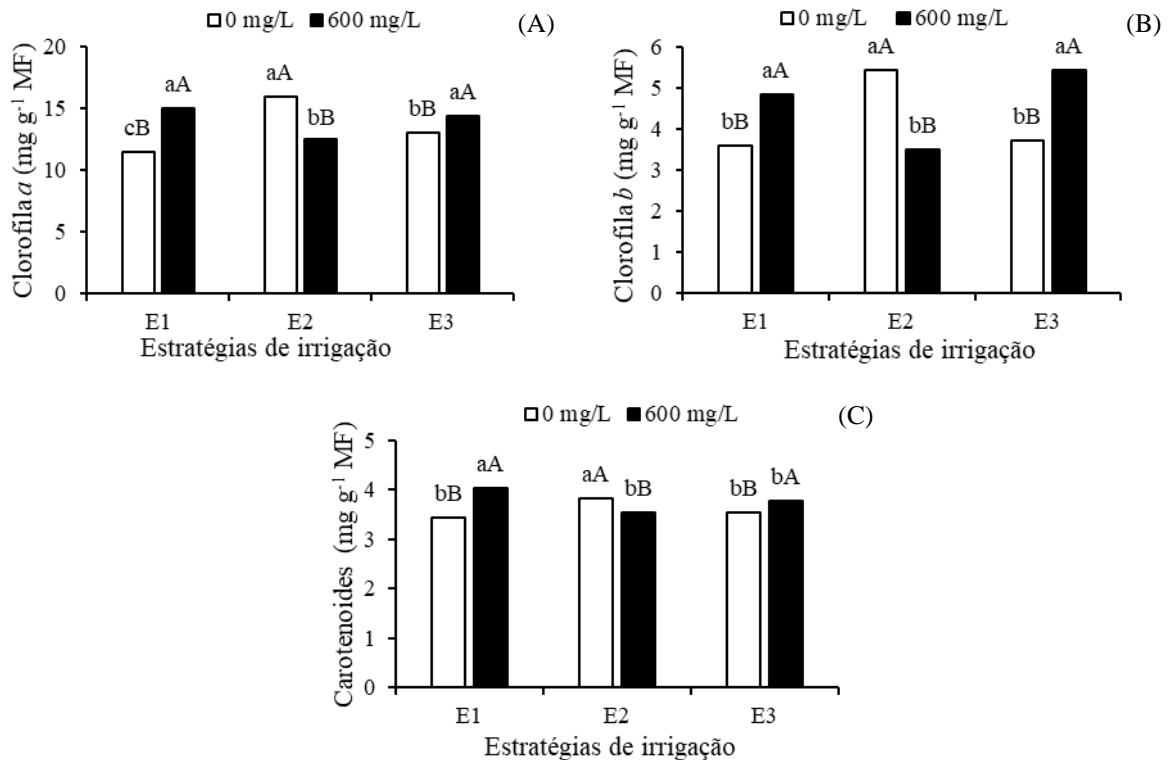 0 mg/L 600 mg/L (A)
Clorofila a (mg g-1 MF)
20
15
10
5
0
cB aA aA bB bB aA
E1 E2 E3
Estratégias de irrigação
0 mg/L 600 mg/L (B)
Clorofila b (mg g-1 MF)
6
5
4
3
2
1
0
bB aA aA bB bB aA
E1 E2 E3
Estratégias de irrigação
0 mg/L 600 mg/L (C)
Carotenoides (mg g-1 MF)
5
4
3
2
1
0
bB aA aA bB bB bA
E1 E2 E3
Estratégias de irrigação